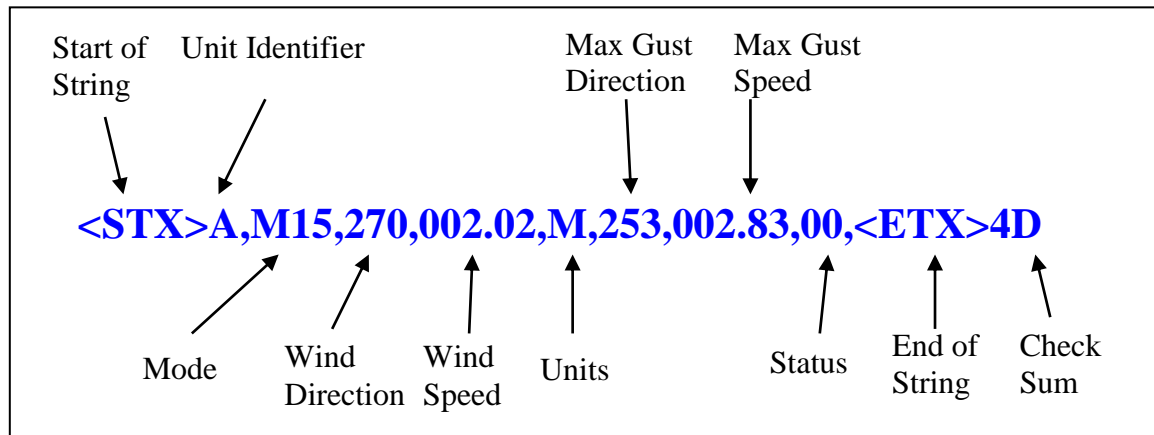 Start of
String
Unit Identifier
Max Gust
Direction
Max Gust
Speed
<STX>A,M15,270,002.02,M,253,002.83,00,<ETX>4D
Mode
Wind
Direction
Wind
Speed
Units
Status
End of
String
Check
Sum